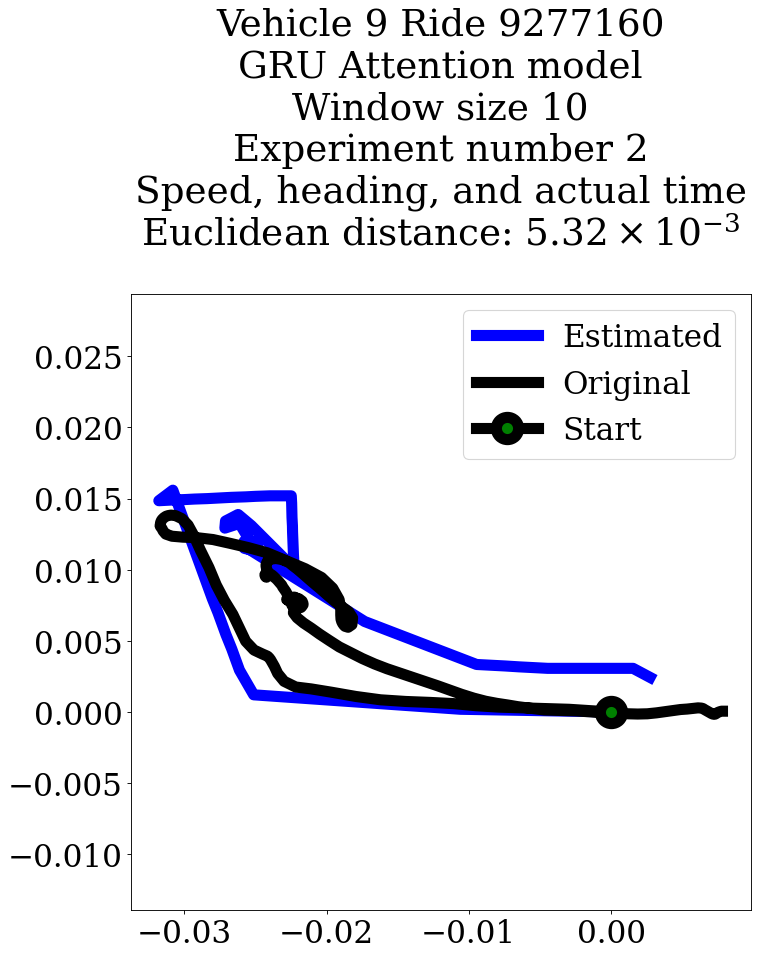 Vehicle 9 Ride 9277160
GRU Attention model
Window size 10
Experiment number 2
Speed, heading, and actual time
Euclidean distance: 5.32 × 10⁻³
Estimated
Original
Start
0.025
0.020
0.015
0.010
0.005
0.000
−0.005
−0.010
−0.03 −0.02 −0.01 0.00